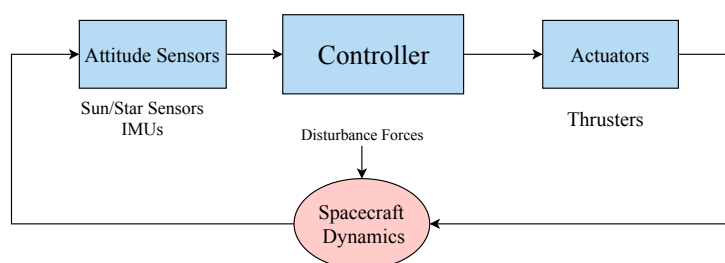 Attitude Sensors
Controller
Actuators
Sun/Star Sensors
IMUs
Thrusters
Disturbance Forces
Spacecraft
Dynamics